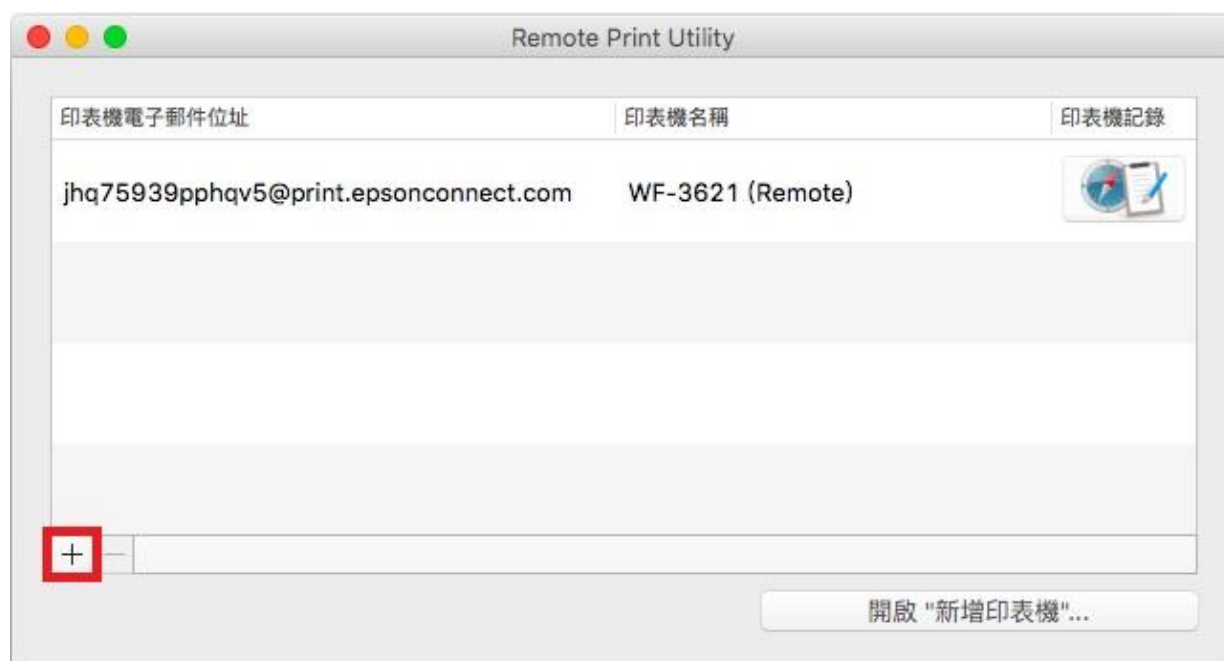 Remote Print Utility
印表機電子郵件位址 印表機名稱 印表機記錄
jhq75939pphqv5@print.epsonconnect.com WF-3621 (Remote)
+ −
開啟 "新增印表機"...